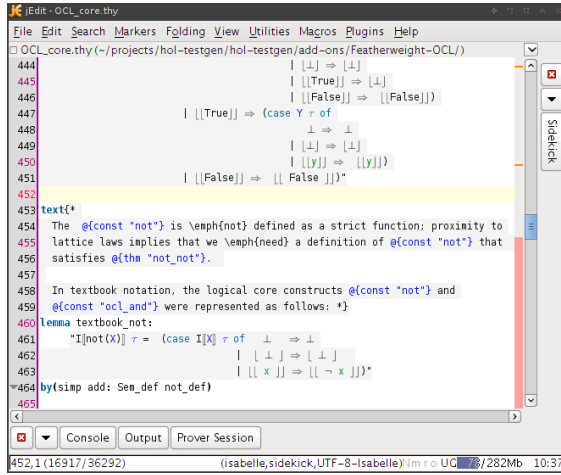 jEdit - OCL_core.thy
File Edit Search Markers Folding View Utilities Macros Plugins Help
OCL_core.thy (~/projects/hol-testgen/hol-testgen/add-ons/Featherweight-OCL/)
444 | ⌊⊥⌋ ⇒ ⌊⊥⌋
445 | ⌊⌊True⌋⌋ ⇒ ⌊⊥⌋
446 | ⌊⌊False⌋⌋ ⇒ ⌊⌊False⌋⌋)
447 | ⌊⌊True⌋⌋ ⇒ (case Y τ of
448 ⊥ ⇒ ⊥
449 | ⌊⊥⌋ ⇒ ⌊⊥⌋
450 | ⌊⌊y⌋⌋ ⇒ ⌊⌊y⌋⌋)
451 | ⌊⌊False⌋⌋ ⇒ ⌊⌊ False ⌋⌋)"
452
453 text{*
454 The @{const "not"} is \emph{not} defined as a strict function; proximity to
455 lattice laws implies that we \emph{need} a definition of @{const "not"} that
456 satisfies @{thm "not_not"}.
457
458 In textbook notation, the logical core constructs @{const "not"} and
459 @{const "ocl_and"} were represented as follows: *}
460 lemma textbook_not:
461 "I⟦not(X)⟧ τ = (case I⟦X⟧ τ of ⊥ ⇒ ⊥
462 | ⌊ ⊥ ⌋ ⇒ ⌊ ⊥ ⌋
463 | ⌊⌊ x ⌋⌋ ⇒ ⌊⌊ ¬ x ⌋⌋)"
464 by(simp add: Sem_def not_def)
465
Sidekick
Console Output Prover Session
452,1 (16917/36292) (isabelle,sidekick,UTF-8-Isabelle)N m r o UG 78/282Mb 10:37